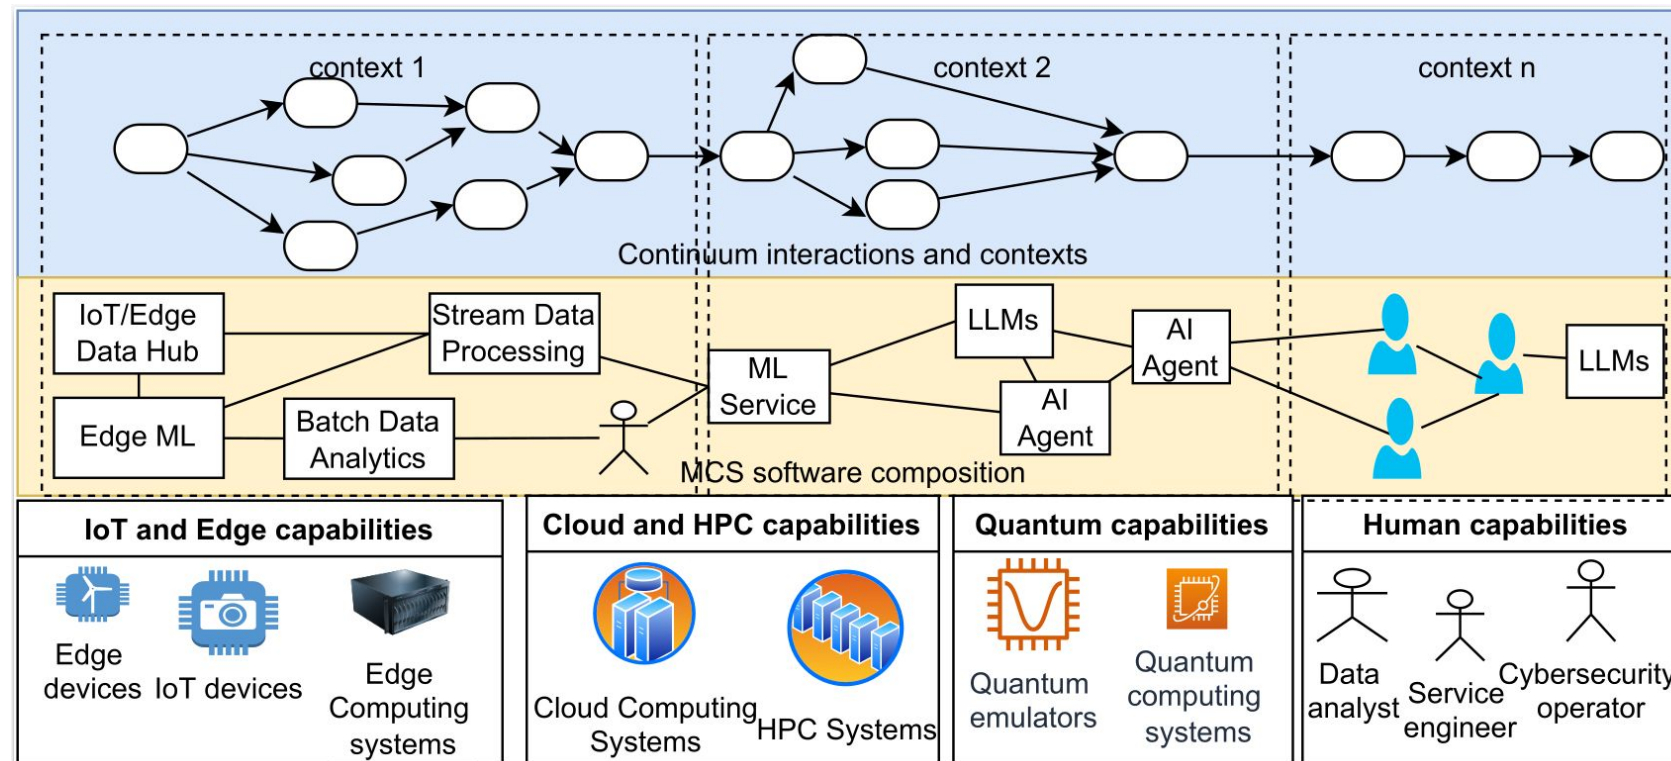 context 1
context 2
context n
Continuum interactions and contexts
IoT/Edge
Data Hub
Stream Data
Processing
LLMs
AI
Agent
ML
Service
LLMs
Edge ML
Batch Data
Analytics
AI
Agent
MCS software composition
IoT and Edge capabilities
Edge
devices
IoT devices
Edge
Computing
systems
Cloud and HPC capabilities
Cloud Computing
Systems
HPC Systems
Quantum capabilities
Quantum
emulators
Quantum
computing
systems
Human capabilities
Data
analyst
Service
engineer
Cybersecurity
operator